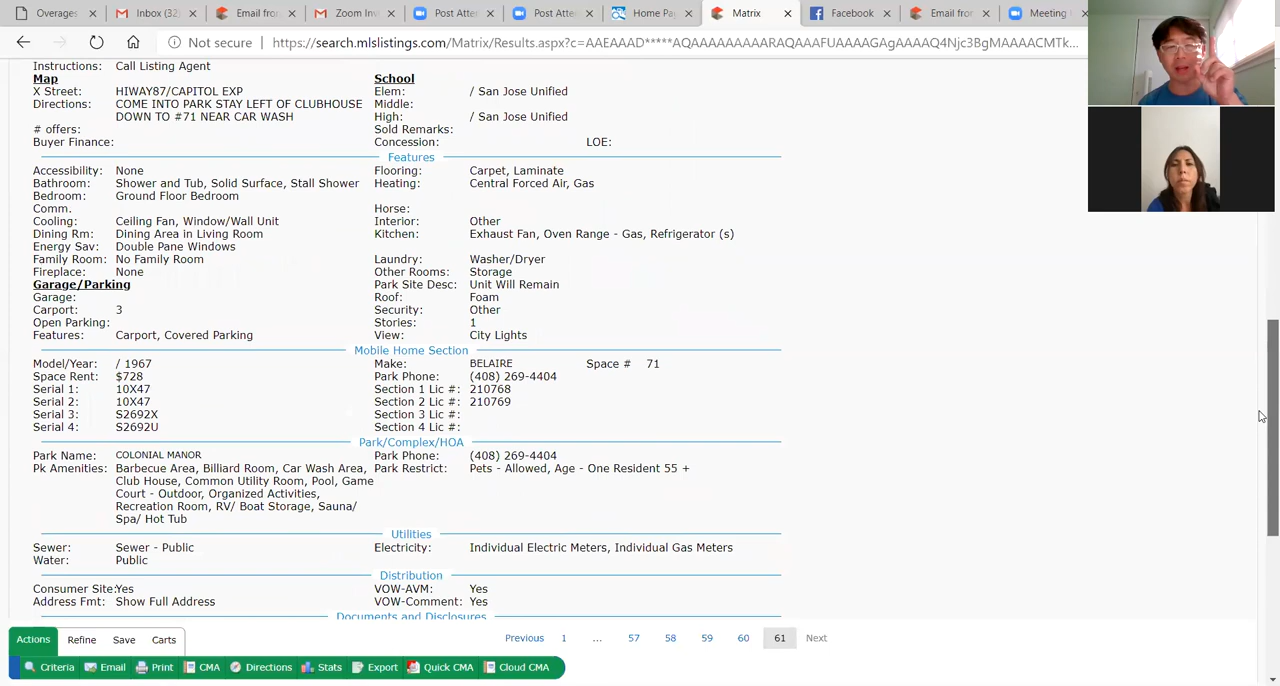 Overages
Inbox (32)
Email from
Zoom Inv
Post Atte
Post Atte
Home Pag
Matrix
Facebook
Email from
Meeting
Not secure | https://search.mlslistings.com/Matrix/Results.aspx?c=AAEAAAD*****AQAAAAAAAAARAQAAAFUAAAAGAgAAAAQ4Njc3BgMAAAACMTk...
Instructions: Call Listing Agent
Map School
X Street: HIWAY87/CAPITOL EXP Elem: / San Jose Unified
Directions: COME INTO PARK STAY LEFT OF CLUBHOUSE Middle:
DOWN TO #71 NEAR CAR WASH High: / San Jose Unified
# offers: Sold Remarks:
Buyer Finance: Concession: LOE:
Features
Accessibility: None Flooring: Carpet, Laminate
Bathroom: Shower and Tub, Solid Surface, Stall Shower Heating: Central Forced Air, Gas
Bedroom: Ground Floor Bedroom
Comm. Horse:
Cooling: Ceiling Fan, Window/Wall Unit Interior: Other
Dining Rm: Dining Area in Living Room Kitchen: Exhaust Fan, Oven Range - Gas, Refrigerator (s)
Energy Sav: Double Pane Windows
Family Room: No Family Room Laundry: Washer/Dryer
Fireplace: None Other Rooms: Storage
Garage/Parking Park Site Desc: Unit Will Remain
Garage: Roof: Foam
Carport: 3 Security: Other
Open Parking: Stories: 1
Features: Carport, Covered Parking View: City Lights
Mobile Home Section
Model/Year: / 1967 Make: BELAIRE Space # 71
Space Rent: $728 Park Phone: (408) 269-4404
Serial 1: 10X47 Section 1 Lic #: 210768
Serial 2: 10X47 Section 2 Lic #: 210769
Serial 3: S2692X Section 3 Lic #:
Serial 4: S2692U Section 4 Lic #:
Park/Complex/HOA
Park Name: COLONIAL MANOR Park Phone: (408) 269-4404
Pk Amenities: Barbecue Area, Billiard Room, Car Wash Area, Park Restrict: Pets - Allowed, Age - One Resident 55 +
Club House, Common Utility Room, Pool, Game
Court - Outdoor, Organized Activities,
Recreation Room, RV/ Boat Storage, Sauna/
Spa/ Hot Tub
Utilities
Sewer: Sewer - Public Electricity: Individual Electric Meters, Individual Gas Meters
Water: Public
Distribution
Consumer Site:Yes VOW-AVM: Yes
Address Fmt: Show Full Address VOW-Comment: Yes
Documents and Disclosures
Actions Refine Save Carts
Previous 1 ... 57 58 59 60 61 Next
Criteria Email Print CMA Directions Stats Export Quick CMA Cloud CMA